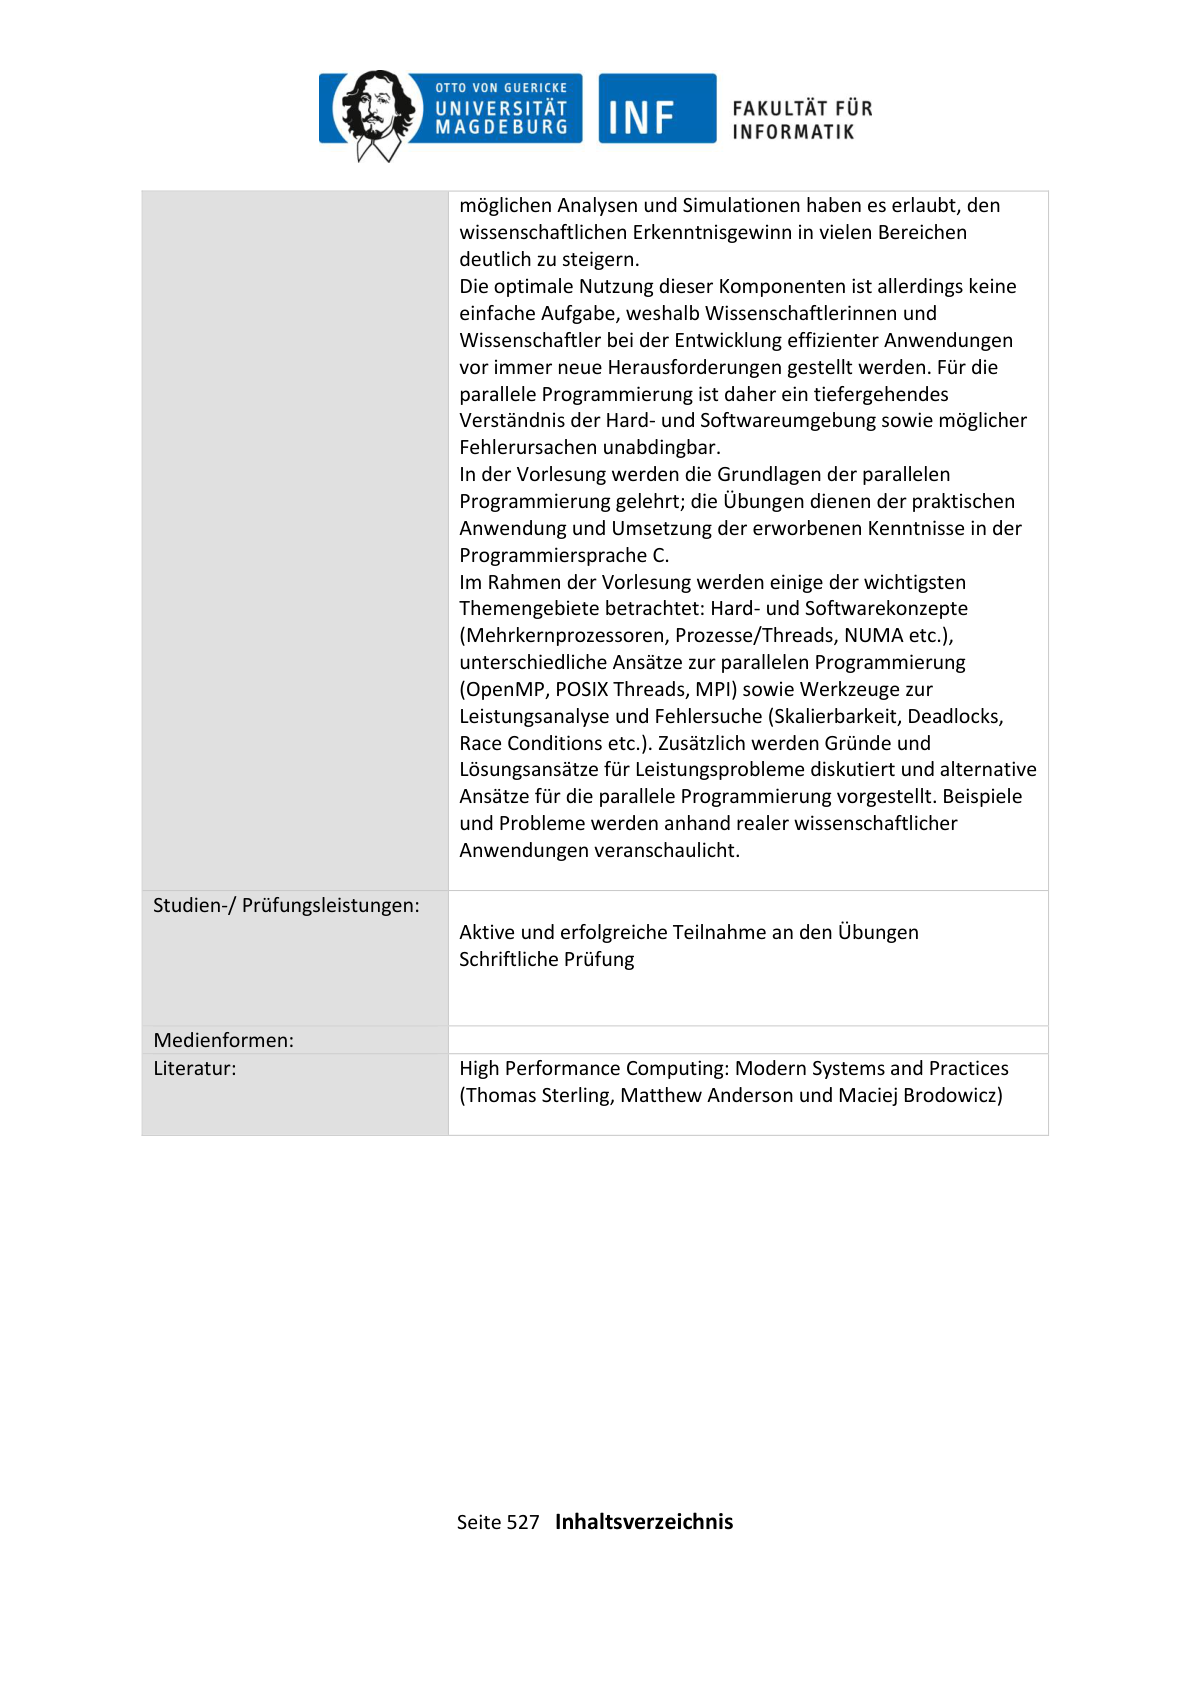 OTTO VON GUERICKE
UNIVERSITÄT
MAGDEBURG
INF
FAKULTÄT FÜR
INFORMATIK
möglichen Analysen und Simulationen haben es erlaubt, den
wissenschaftlichen Erkenntnisgewinn in vielen Bereichen
deutlich zu steigern.
Die optimale Nutzung dieser Komponenten ist allerdings keine
einfache Aufgabe, weshalb Wissenschaftlerinnen und
Wissenschaftler bei der Entwicklung effizienter Anwendungen
vor immer neue Herausforderungen gestellt werden. Für die
parallele Programmierung ist daher ein tiefergehendes
Verständnis der Hard- und Softwareumgebung sowie möglicher
Fehlerursachen unabdingbar.
In der Vorlesung werden die Grundlagen der parallelen
Programmierung gelehrt; die Übungen dienen der praktischen
Anwendung und Umsetzung der erworbenen Kenntnisse in der
Programmiersprache C.
Im Rahmen der Vorlesung werden einige der wichtigsten
Themengebiete betrachtet: Hard- und Softwarekonzepte
(Mehrkernprozessoren, Prozesse/Threads, NUMA etc.),
unterschiedliche Ansätze zur parallelen Programmierung
(OpenMP, POSIX Threads, MPI) sowie Werkzeuge zur
Leistungsanalyse und Fehlersuche (Skalierbarkeit, Deadlocks,
Race Conditions etc.). Zusätzlich werden Gründe und
Lösungsansätze für Leistungsprobleme diskutiert und alternative
Ansätze für die parallele Programmierung vorgestellt. Beispiele
und Probleme werden anhand realer wissenschaftlicher
Anwendungen veranschaulicht.
Studien-/ Prüfungsleistungen:
Aktive und erfolgreiche Teilnahme an den Übungen
Schriftliche Prüfung
Medienformen:
Literatur:
High Performance Computing: Modern Systems and Practices
(Thomas Sterling, Matthew Anderson und Maciej Brodowicz)
Seite 527 Inhaltsverzeichnis